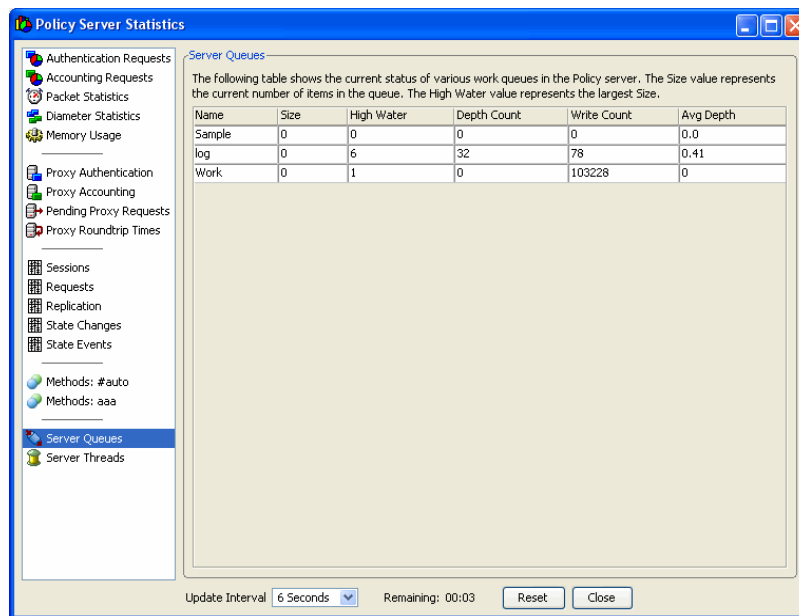 Policy Server Statistics
Authentication Requests
Accounting Requests
Packet Statistics
Diameter Statistics
Memory Usage
Proxy Authentication
Proxy Accounting
Pending Proxy Requests
Proxy Roundtrip Times
Sessions
Requests
Replication
State Changes
State Events
Methods: #auto
Methods: aaa
Server Queues
Server Threads
Server Queues
The following table shows the current status of various work queues in the Policy server. The Size value represents
the current number of items in the queue. The High Water value represents the largest Size.
Name Size High Water Depth Count Write Count Avg Depth
Sample 0 0 0 0 0.0
log 0 6 32 78 0.41
Work 0 1 0 103228 0
Update Interval 6 Seconds Remaining: 00:03 Reset Close